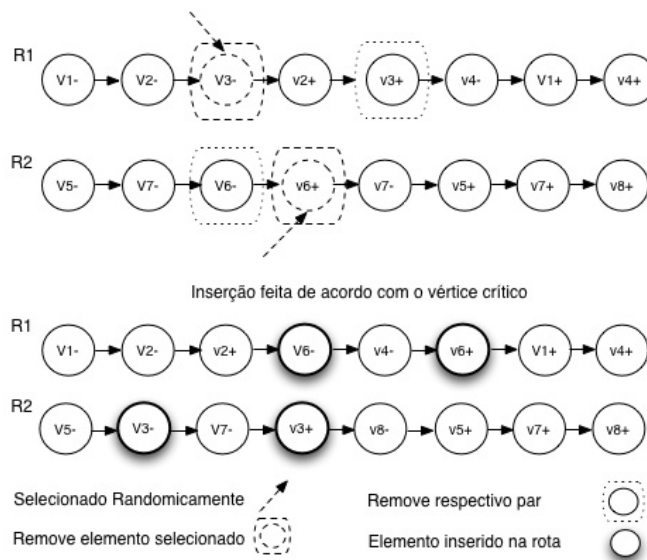 R1
V1- V2- V3- v2+ v3+ v4- V1+ v4+
R2
V5- V7- V6- v6+ v7- v5+ v7+ v8+
Inserção feita de acordo com o vértice crítico
R1
V1- V2- v2+ V6- v4- v6+ V1+ v4+
R2
V5- V3- V7- v3+ v8- v5+ v7+ v8+
Selecionado Randomicamente
Remove respectivo par
Remove elemento selecionado
Elemento inserido na rota